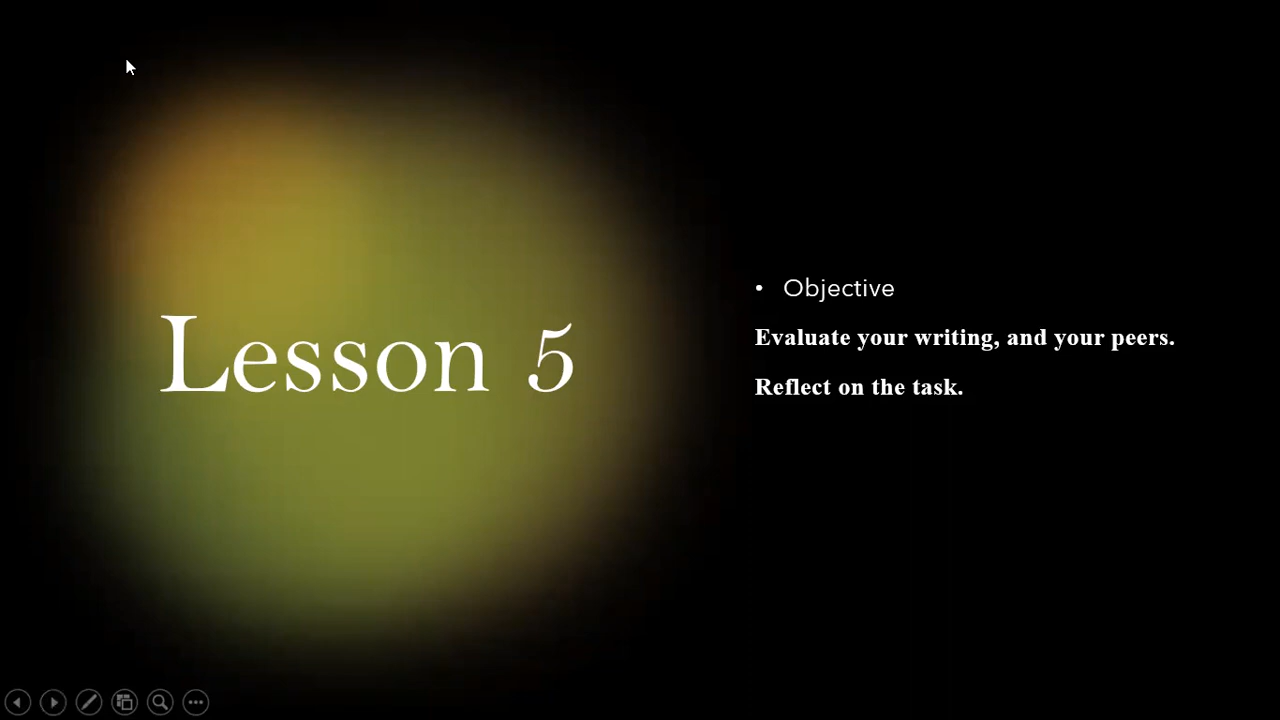 Lesson 5
• Objective
Evaluate your writing, and your peers.
Reflect on the task.